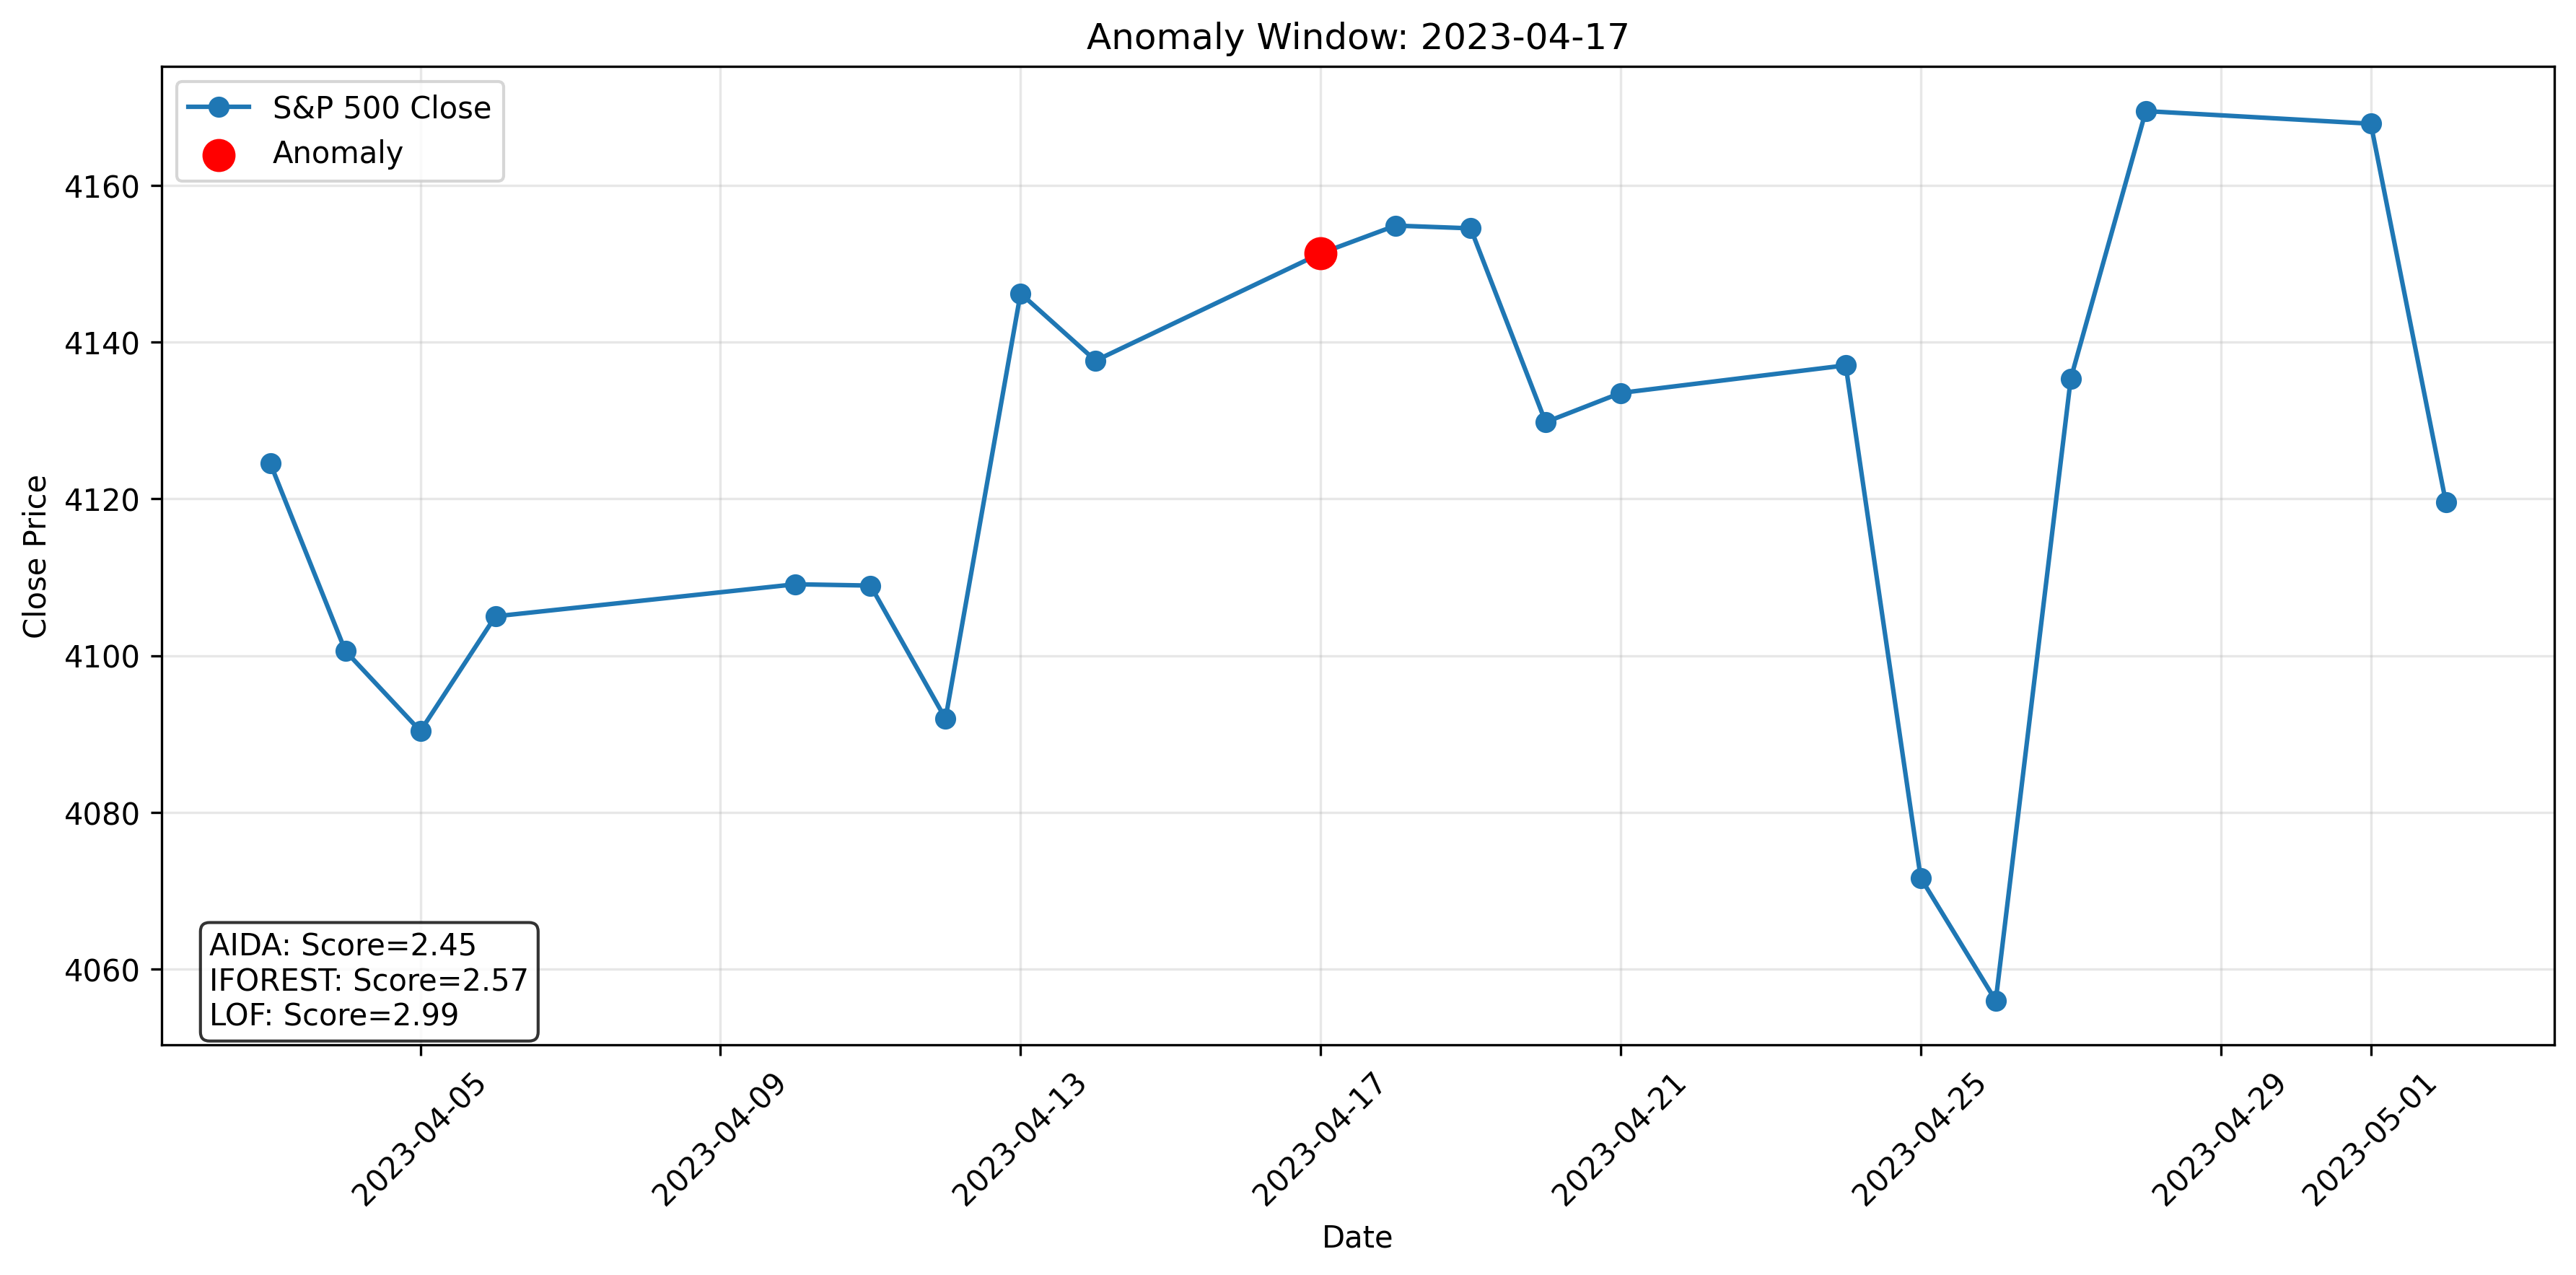 Anomaly Window: 2023-04-17
S&P 500 Close
Anomaly
4160
4140
4120
4100
4080
4060
Close Price
AIDA: Score=2.45
IFOREST: Score=2.57
LOF: Score=2.99
2023-04-05
2023-04-09
2023-04-13
2023-04-17
2023-04-21
2023-04-25
2023-04-29
2023-05-01
Date